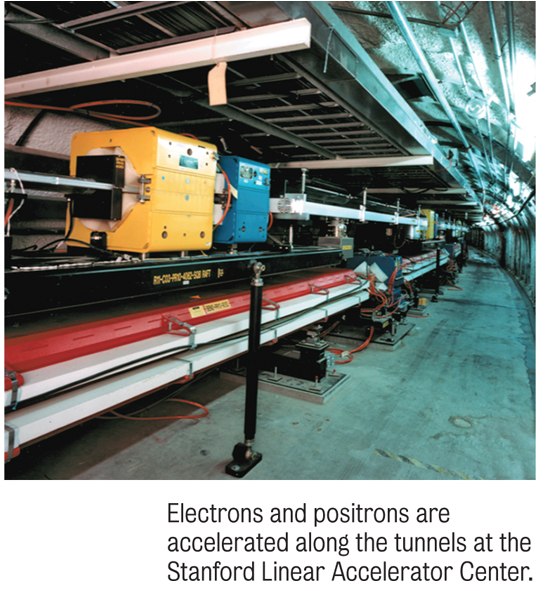 Electrons and positrons are
accelerated along the tunnels at the
Stanford Linear Accelerator Center.